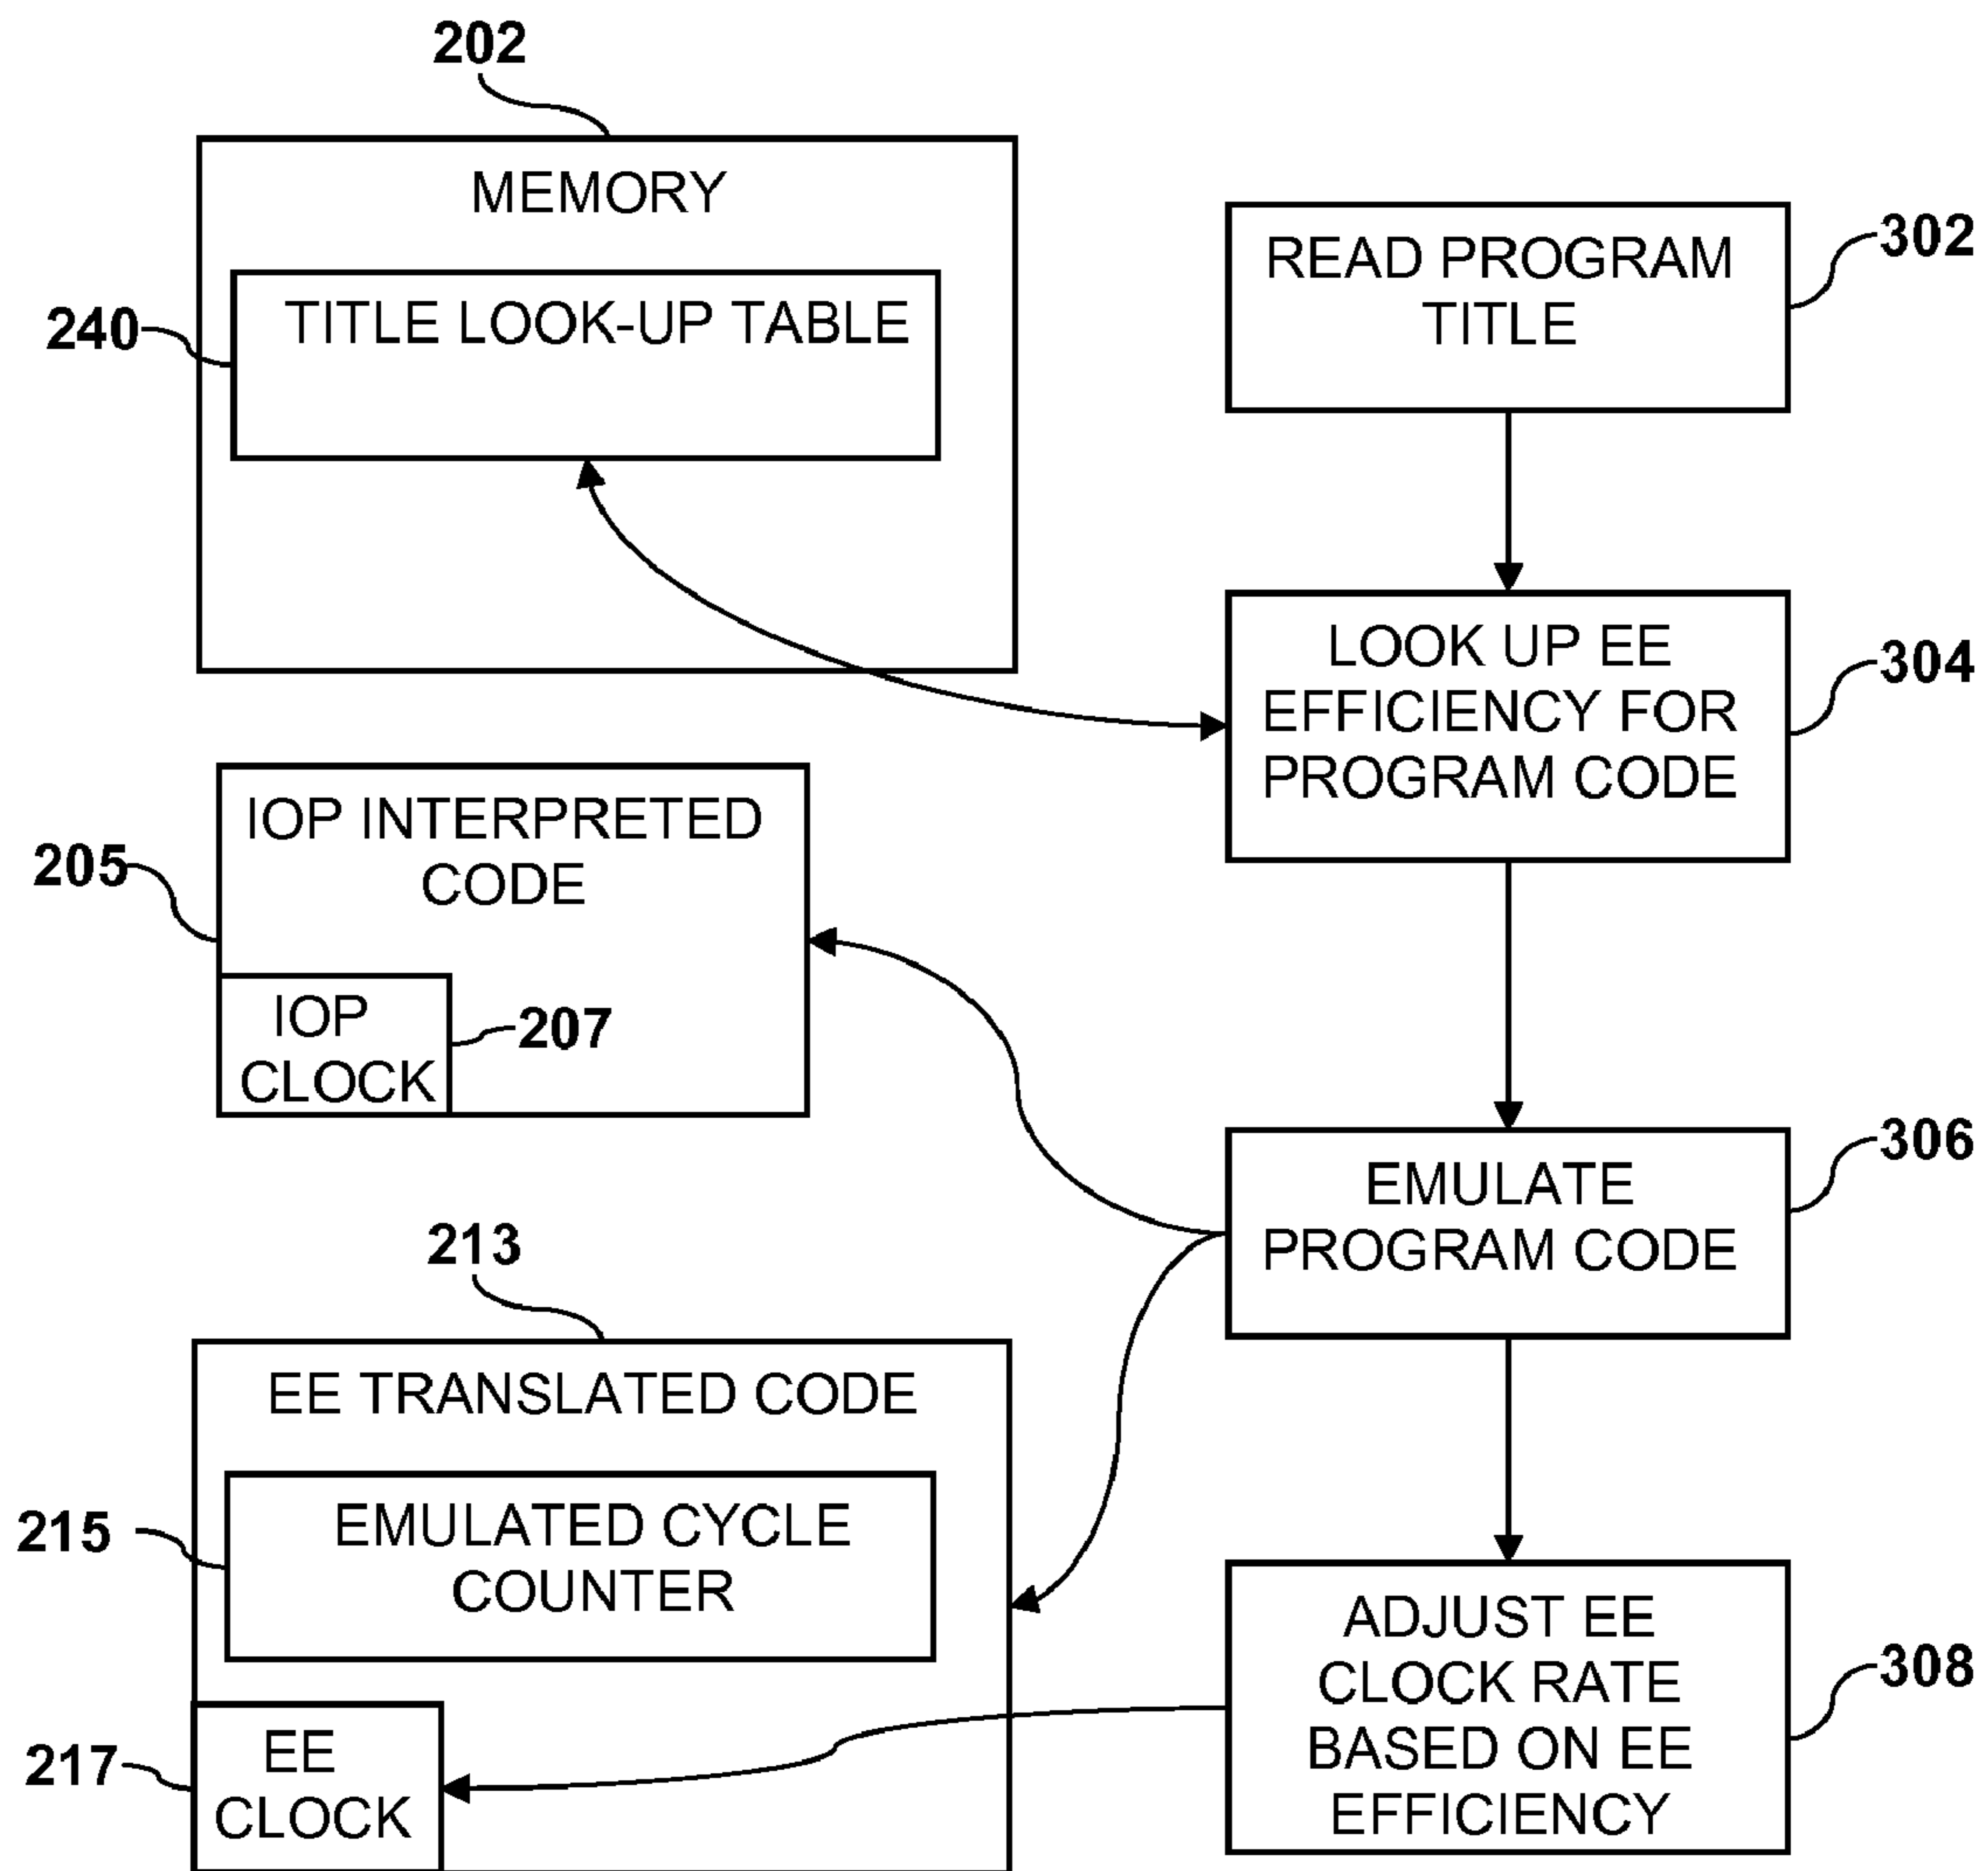 202
MEMORY
240
TITLE LOOK-UP TABLE
READ PROGRAM
TITLE
302
LOOK UP EE
EFFICIENCY FOR
PROGRAM CODE
304
205
IOP INTERPRETED
CODE
IOP
CLOCK
207
EMULATE
PROGRAM CODE
306
213
EE TRANSLATED CODE
215
EMULATED CYCLE
COUNTER
217
EE
CLOCK
ADJUST EE
CLOCK RATE
BASED ON EE
EFFICIENCY
308